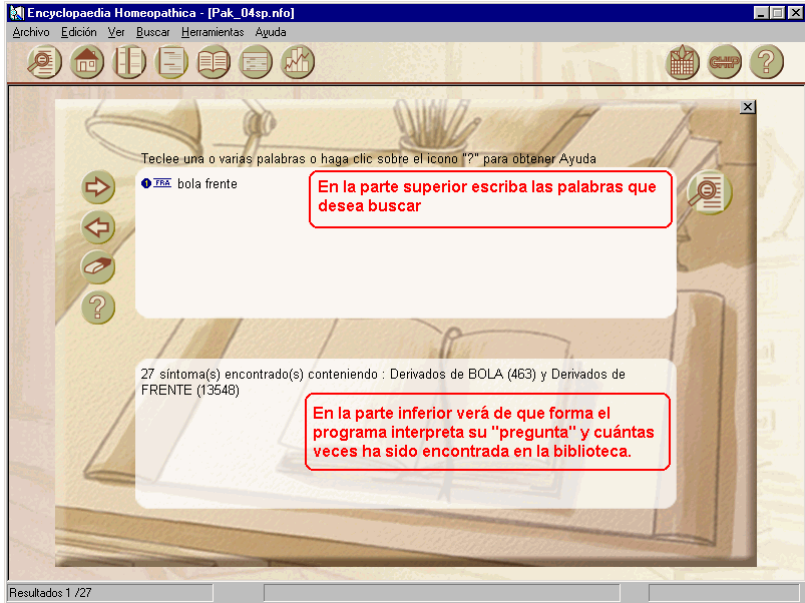 Encyclopaedia Homeopathica - [Pak_04sp.nfo]
Archivo Edición Ver Buscar Herramientas Ayuda
CHIP
?
Teclee una o varias palabras o haga clic sobre el icono "?" para obtener Ayuda
1 FRA bola frente
En la parte superior escriba las palabras que
desea buscar
?
27 síntoma(s) encontrado(s) conteniendo : Derivados de BOLA (463) y Derivados de
FRENTE (13548)
En la parte inferior verá de que forma el
programa interpreta su "pregunta" y cuántas
veces ha sido encontrada en la biblioteca.
Resultados 1 /27